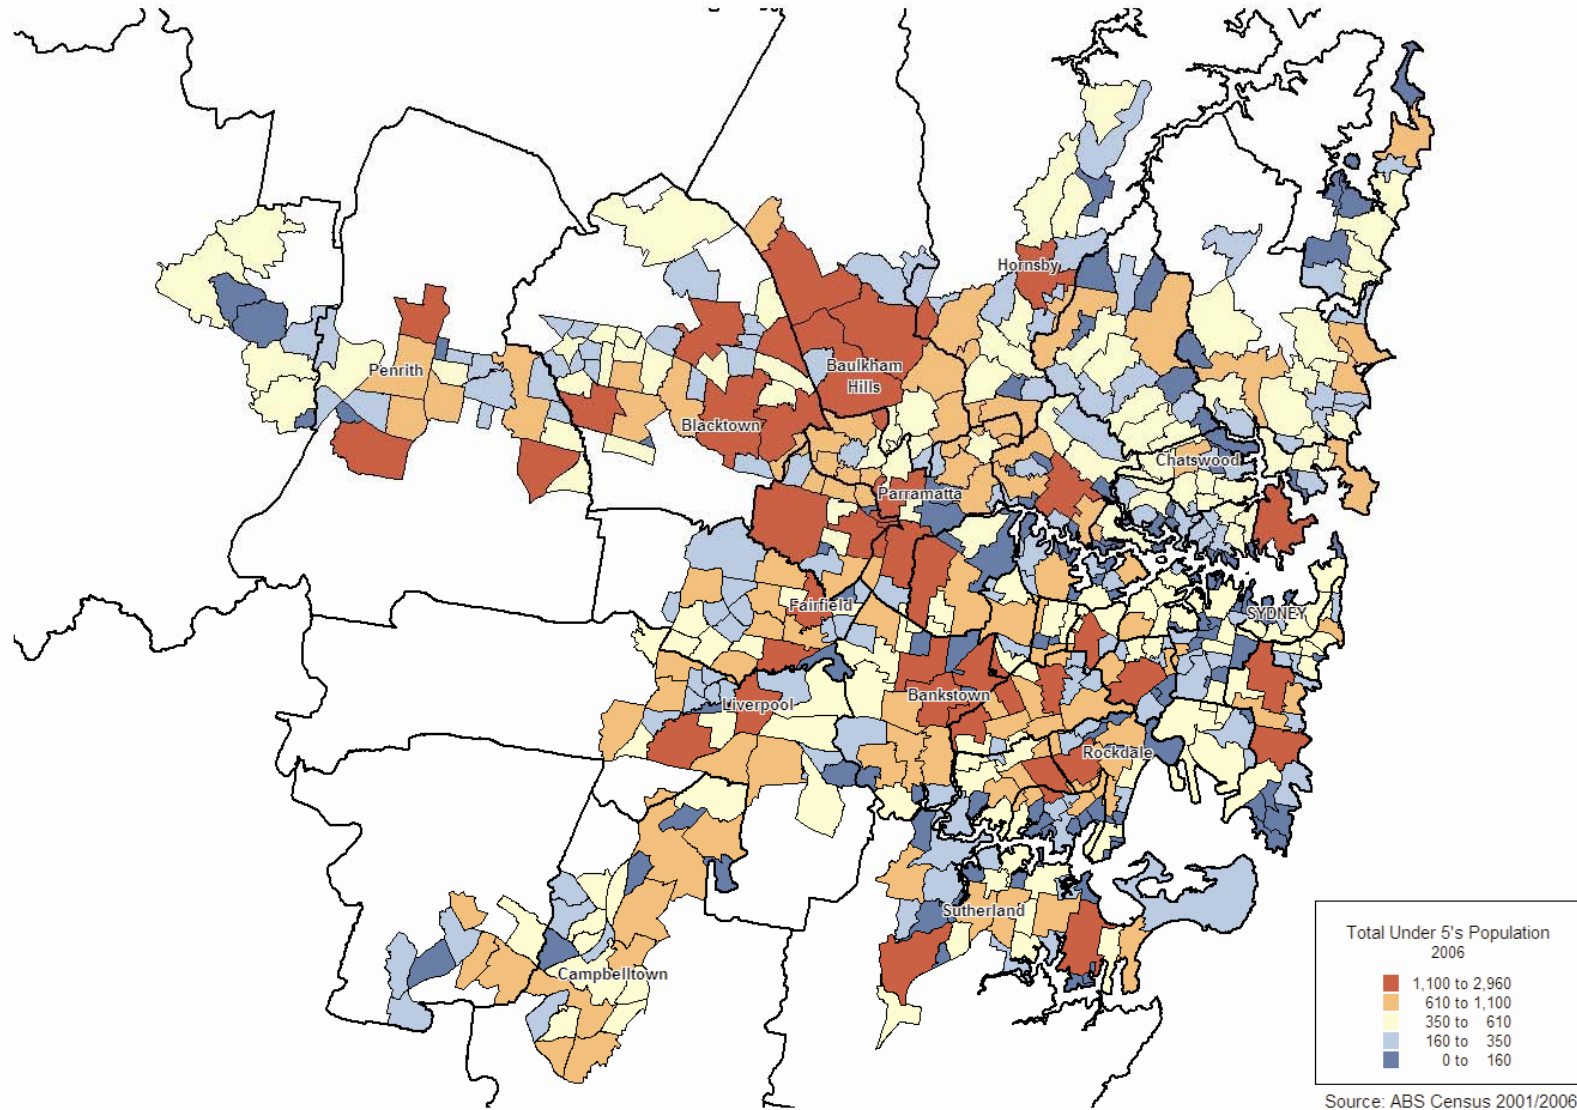 Hornsby
Penrith
Baulkham
Hills
Blacktown
Chatswood
Parramatta
Fairfield
SYDNEY
Bankstown
Liverpool
Rockdale
Sutherland
Campbelltown
Total Under 5's Population
2006
1,100 to 2,960
610 to 1,100
350 to 610
160 to 350
0 to 160
Source: ABS Census 2001/2006